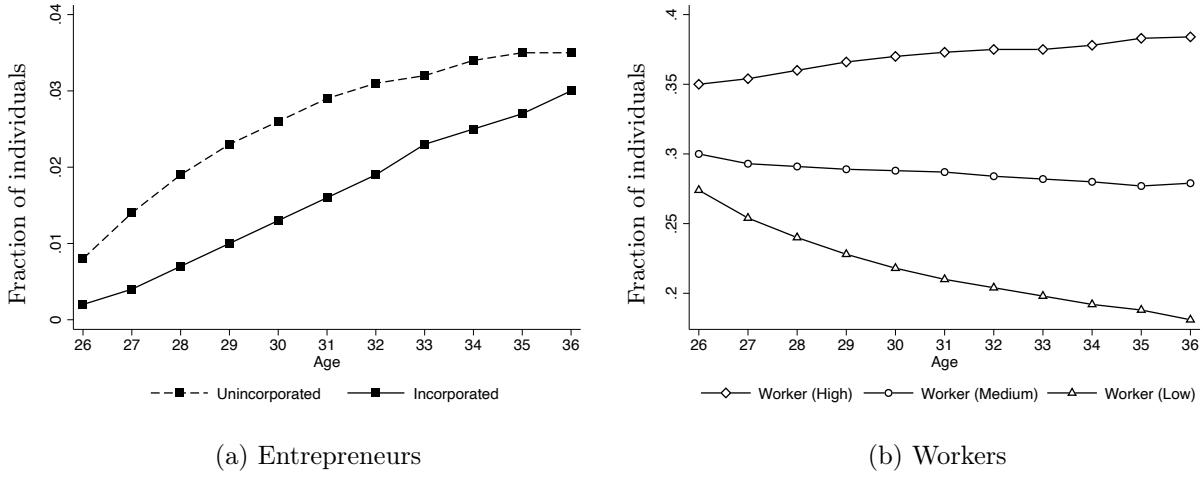 Fraction of individuals
.04
.03
.02
.01
0
26 27 28 29 30 31 32 33 34 35 36
Age
Unincorporated Incorporated
(a) Entrepreneurs
Fraction of individuals
.4
.35
.3
.25
.2
26 27 28 29 30 31 32 33 34 35 36
Age
Worker (High) Worker (Medium) Worker (Low)
(b) Workers